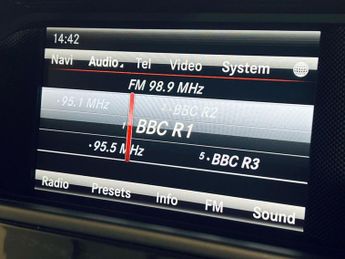 14:42
Navi Audio Tel Video System
FM 98.9 MHz
95.1 MHz BBC R2
BBC R1
95.5 MHz 5 BBC R3
Radio Presets Info FM Sound